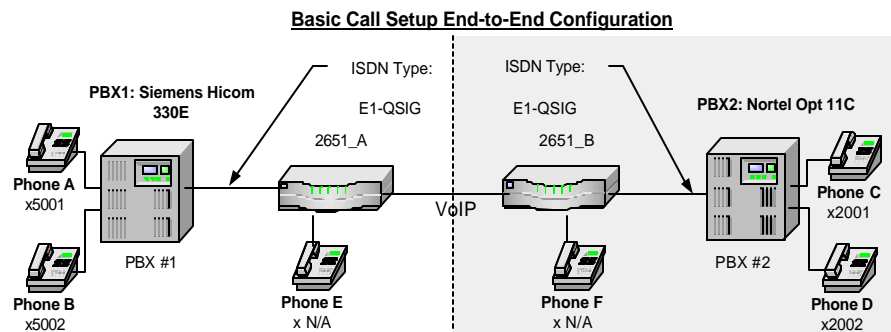 Basic Call Setup End-to-End Configuration
ISDN Type:
ISDN Type:
PBX1: Siemens Hicom
330E
PBX2: Nortel Opt 11C
E1-QSIG
E1-QSIG
2651_A
2651_B
Phone A
x5001
Phone C
x2001
VoIP
PBX #1
PBX #2
Phone B
x5002
Phone E
x N/A
Phone F
x N/A
Phone D
x2002